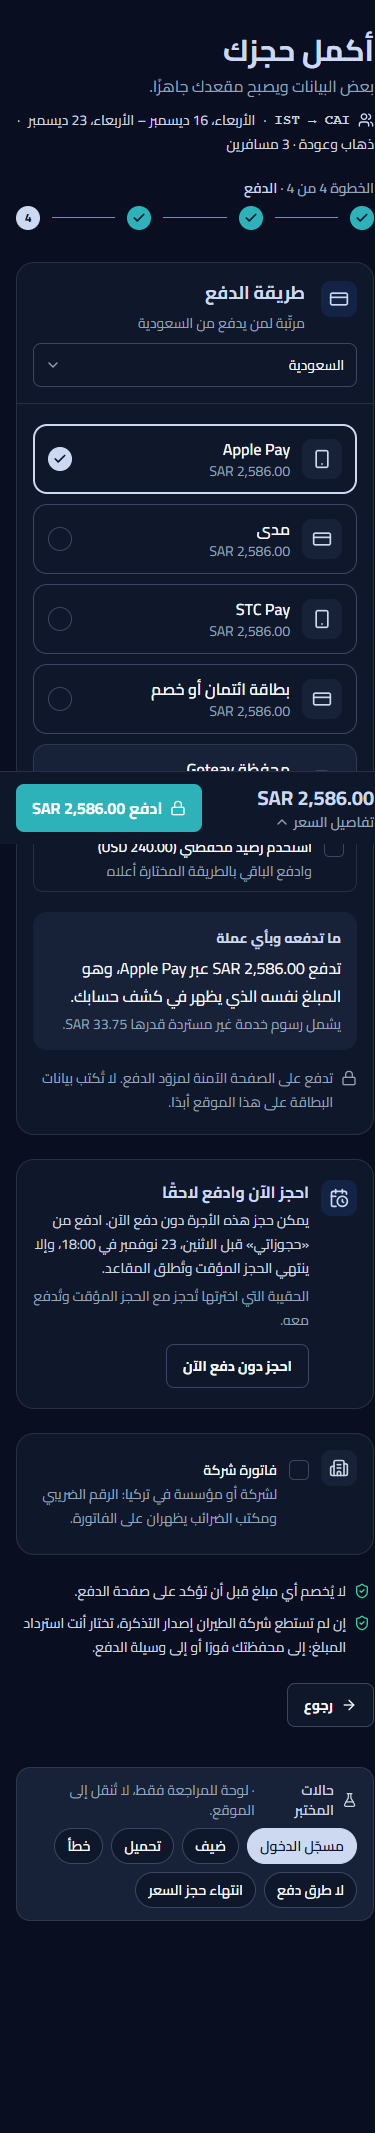 أكمل حجزك
بعض البيانات ويصبح مقعدك جاهزًا.
IST → CAI · الأربعاء، 16 ديسمبر – الأربعاء، 23 ديسمبر ·
ذهاب وعودة · 3 مسافرين
الخطوة 4 من 4 · الدفع
4
طريقة الدفع
مرتّبة لمن يدفع من السعودية
السعودية
Apple Pay
SAR 2,586.00
مدى
SAR 2,586.00
STC Pay
SAR 2,586.00
بطاقة ائتمان أو خصم
SAR 2,586.00
محفظة Goteay
SAR 2,586.00
تفاصيل السعر
ادفع SAR 2,586.00
استخدم رصيد محفظتي (USD 240.00)
وادفع الباقي بالطريقة المختارة أعلاه
ما تدفعه وبأي عملة
تدفع SAR 2,586.00 عبر Apple Pay، وهو
المبلغ نفسه الذي يظهر في كشف حسابك.
يشمل رسوم خدمة غير مستردة قدرها SAR 33.75.
تدفع على الصفحة الآمنة لمزوّد الدفع. لا تُكتب بيانات
البطاقة على هذا الموقع أبدًا.
احجز الآن وادفع لاحقًا
يمكن حجز هذه الأجرة دون دفع الآن. ادفع من
«حجوزاتي» قبل الاثنين، 23 نوفمبر في 18:00، وإلا
ينتهي الحجز المؤقت وتُطلق المقاعد.
الحقيبة التي اخترتها تُحجز مع الحجز المؤقت وتُدفع
معه.
احجز دون دفع الآن
فاتورة شركة
لشركة أو مؤسسة في تركيا: الرقم الضريبي
ومكتب الضرائب يظهران على الفاتورة.
لا يُخصم أي مبلغ قبل أن تؤكد على صفحة الدفع.
إن لم تستطع شركة الطيران إصدار التذكرة، تختار أنت استرداد
المبلغ: إلى محفظتك فورًا أو إلى وسيلة الدفع.
رجوع
حالات المختبر
· لوحة للمراجعة فقط، لا تُنقل إلى الموقع.
مسجّل الدخول
ضيف
تحميل
خطأ
لا طرق دفع
انتهاء حجز السعر